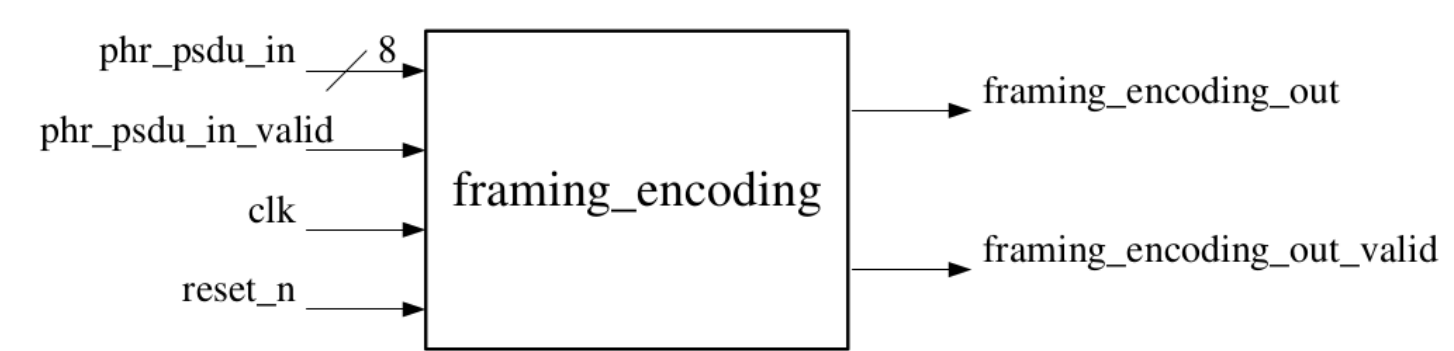 phr_psdu_in
8
phr_psdu_in_valid
clk
reset_n
framing_encoding
framing_encoding_out
framing_encoding_out_valid